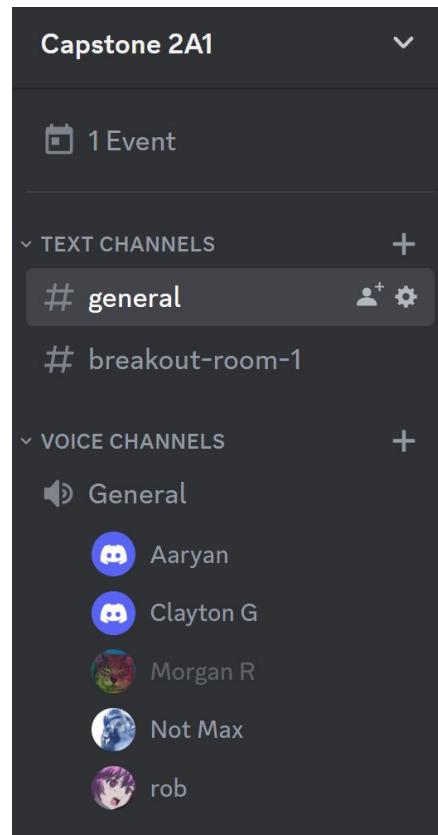 Capstone 2A1
1 Event
TEXT CHANNELS
# general
# breakout-room-1
VOICE CHANNELS
General
Aaryan
Clayton G
Morgan R
Not Max
rob